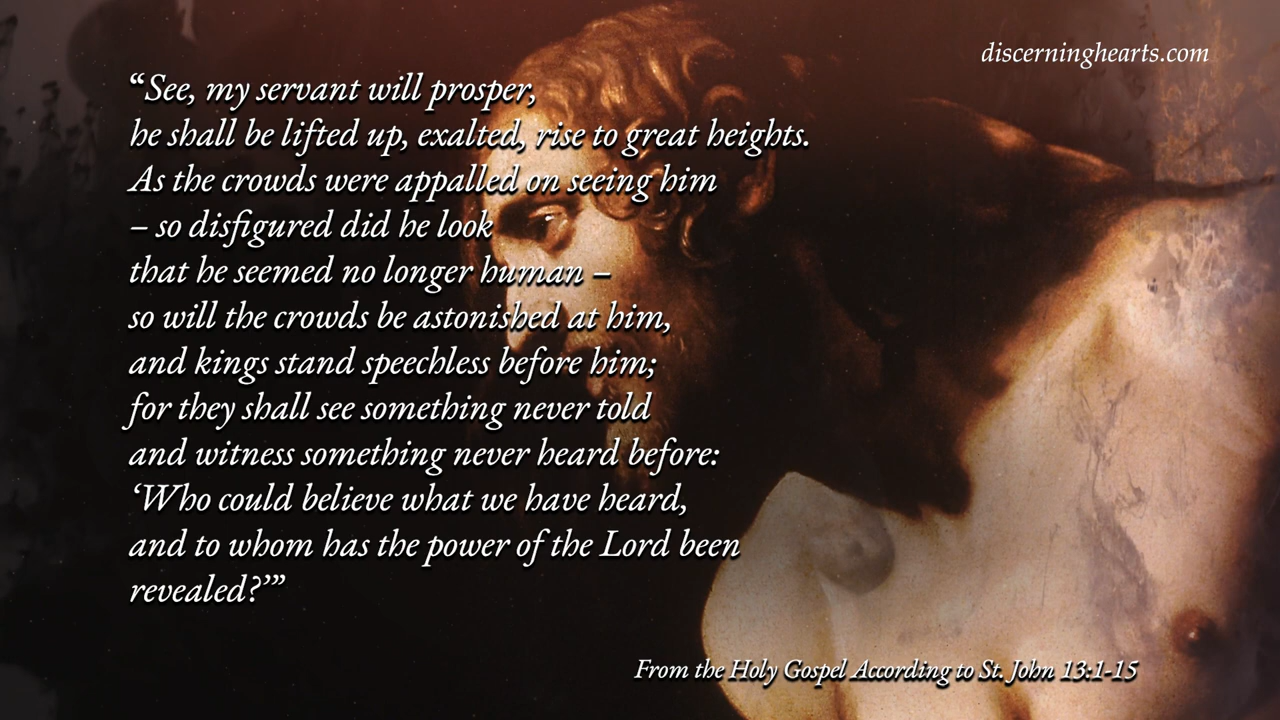 discerninghearts.com
“See, my servant will prosper,
he shall be lifted up, exalted, rise to great heights.
As the crowds were appalled on seeing him
– so disfigured did he look
that he seemed no longer human –
so will the crowds be astonished at him,
and kings stand speechless before him;
for they shall see something never told
and witness something never heard before:
‘Who could believe what we have heard,
and to whom has the power of the Lord been
revealed?’”
From the Holy Gospel According to St. John 13:1-15